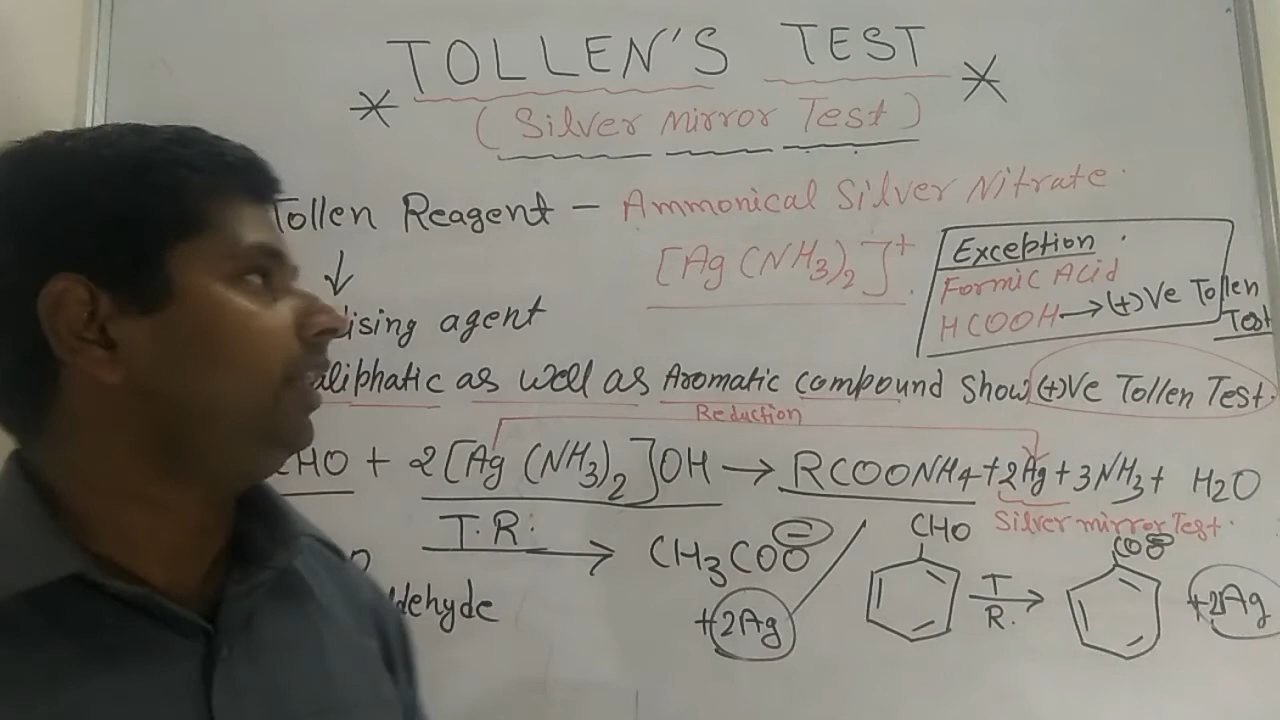 TOLLEN'S TEST
(Silver Mirror Test)
Tollen Reagent - Ammonical Silver Nitrate.
[Ag(NH3)2]+
Exception
Formic Acid
HCOOH → (+)Ve Tollen
Test
ising agent
aliphatic as well as Aromatic compound Show (+)Ve Tollen Test.
Reduction
CHO + 2[Ag(NH3)2]OH → RCOONH4 + 2Ag + 3NH3 + H2O
Silver mirror Test.
T.R. → CH3COO⊖
+2Ag
ldehyde
CHO
T
R.
→
COO⊖
+2Ag